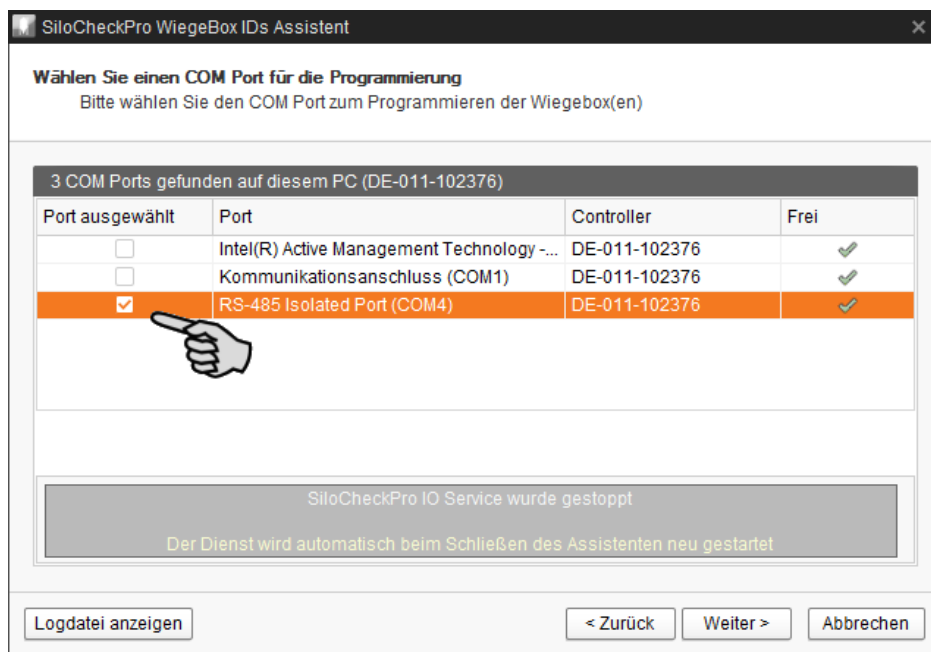 SiloCheckPro WiegeBox IDs Assistent
Wählen Sie einen COM Port für die Programmierung
Bitte wählen Sie den COM Port zum Programmieren der Wiegebox(en)
3 COM Ports gefunden auf diesem PC (DE-011-102376)
Port ausgewählt Port Controller Frei
Intel(R) Active Management Technology -... DE-011-102376
Kommunikationsanschluss (COM1) DE-011-102376
RS-485 Isolated Port (COM4) DE-011-102376
SiloCheckPro IO Service wurde gestoppt
Der Dienst wird automatisch beim Schließen des Assistenten neu gestartet
Logdatei anzeigen < Zurück Weiter > Abbrechen